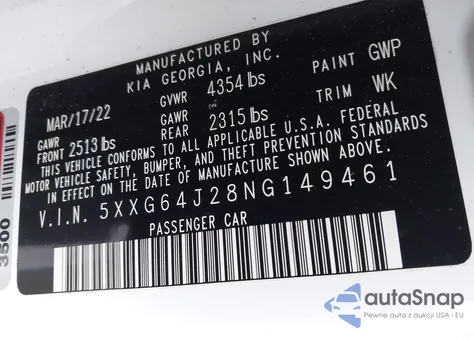 MANUFACTURED BY
KIA GEORGIA, INC.
MAR/17/22 GVWR 4354 lbs PAINT GWP
GAWR FRONT 2513 lbs GAWR REAR 2315 lbs TRIM WK
THIS VEHICLE CONFORMS TO ALL APPLICABLE U.S.A. FEDERAL
MOTOR VEHICLE SAFETY, BUMPER, AND THEFT PREVENTION STANDARDS
IN EFFECT ON THE DATE OF MANUFACTURE SHOWN ABOVE.
V.I.N. 5XXG64J28NG149461
PASSENGER CAR
3500
autoSnap
Pewne auta z aukcji USA i EU